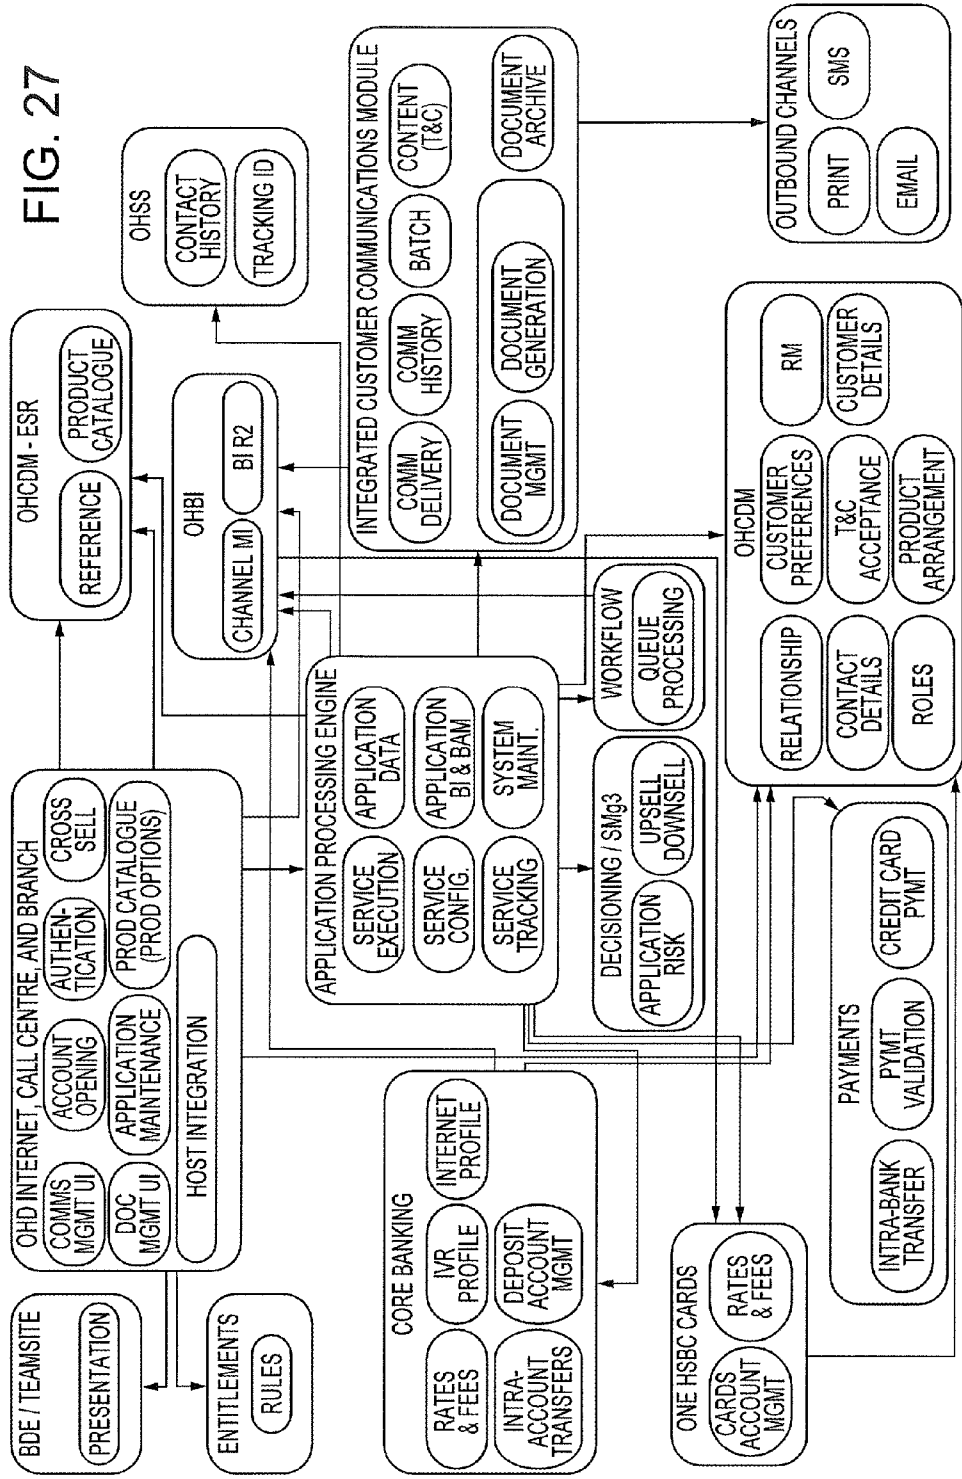 FIG. 27
BDE / TEAMSITE
PRESENTATION
ENTITLEMENTS
RULES
OHD INTERNET, CALL CENTRE, AND BRANCH
COMMS
MGMT UI
ACCOUNT
OPENING
AUTHEN-
TICATION
CROSS
SELL
DOC
MGMT UI
APPLICATION
MAINTENANCE
PROD CATALOGUE
(PROD OPTIONS)
HOST INTEGRATION
OHCDM - ESR
REFERENCE
PRODUCT
CATALOGUE
OHSS
CONTACT
HISTORY
TRACKING ID
OHBI
CHANNEL MI
BI R2
CORE BANKING
RATES
& FEES
IVR
PROFILE
INTERNET
PROFILE
INTRA-
ACCOUNT
TRANSFERS
DEPOSIT
ACCOUNT
MGMT
APPLICATION PROCESSING ENGINE
SERVICE
EXECUTION
APPLICATION
DATA
SERVICE
CONFIG.
APPLICATION
BI & BAM
SERVICE
TRACKING
SYSTEM
MAINT.
INTEGRATED CUSTOMER COMMUNICATIONS MODULE
COMM
DELIVERY
COMM
HISTORY
BATCH
CONTENT
(T&C)
DOCUMENT
MGMT
DOCUMENT
GENERATION
DOCUMENT
ARCHIVE
DECISIONING / SMg3
APPLICATION
RISK
UPSELL
DOWNSELL
WORKFLOW
QUEUE
PROCESSING
ONE HSBC CARDS
CARDS
ACCOUNT
MGMT
RATES
& FEES
PAYMENTS
INTRA-BANK
TRANSFER
PYMT
VALIDATION
CREDIT CARD
PYMT
OHCDM
RELATIONSHIP
CUSTOMER
PREFERENCES
RM
CONTACT
DETAILS
T&C
ACCEPTANCE
CUSTOMER
DETAILS
ROLES
PRODUCT
ARRANGEMENT
OUTBOUND CHANNELS
PRINT
SMS
EMAIL